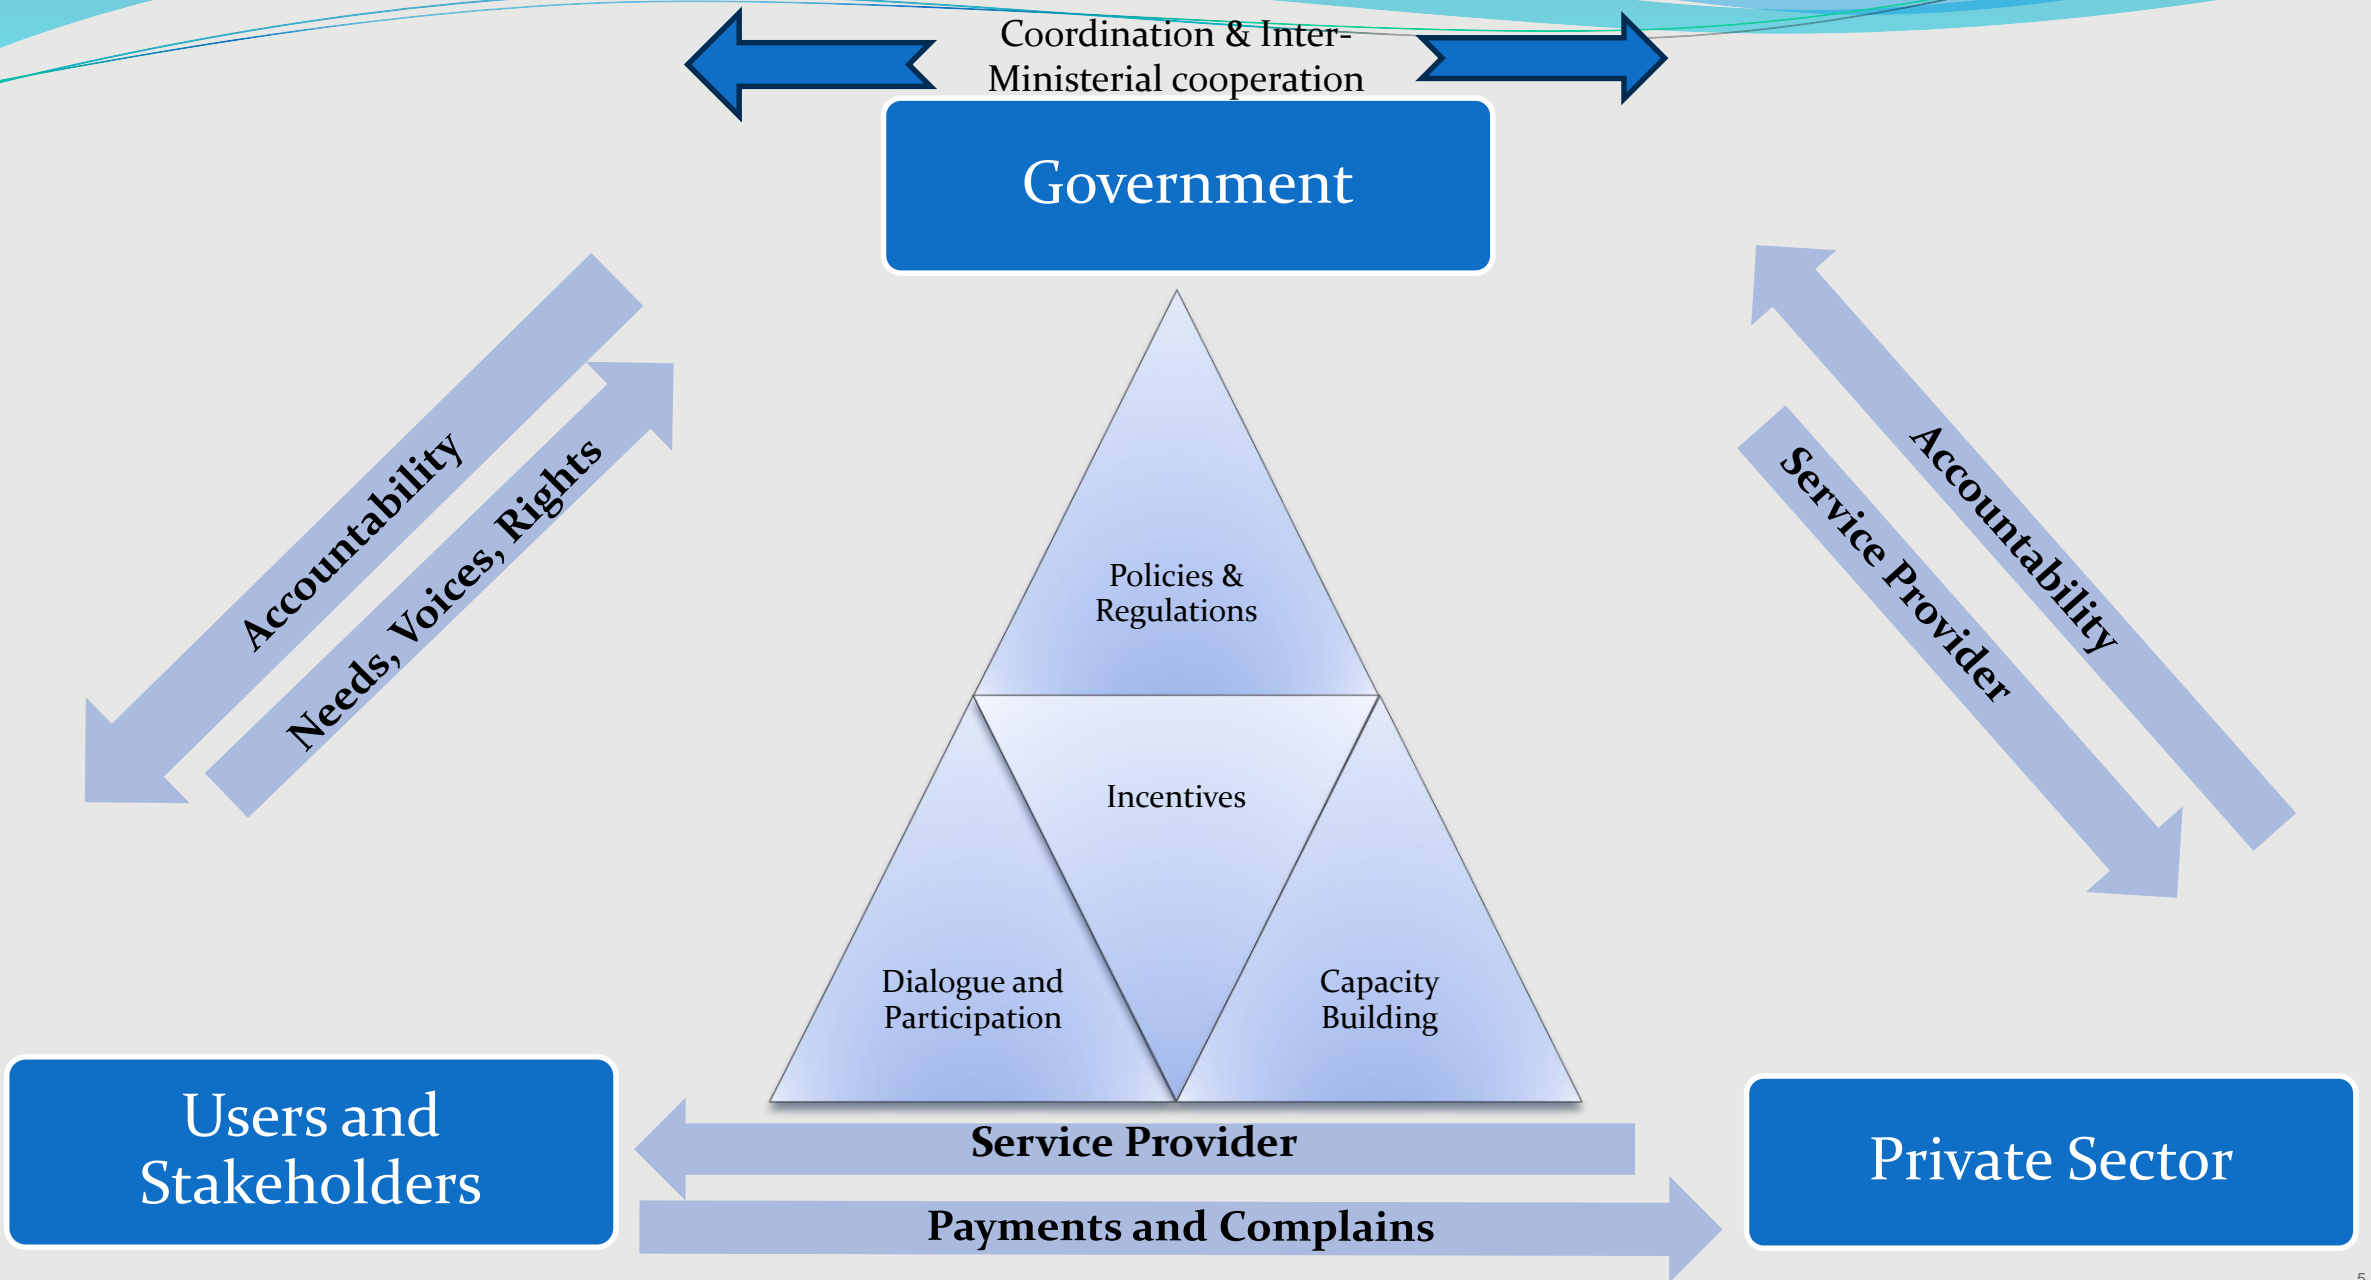 Coordination & Inter-
Ministerial cooperation
Government
Accountability
Needs, Voices, Rights
Accountability
Service Provider
Policies &
Regulations
Incentives
Dialogue and
Participation
Capacity
Building
Users and
Stakeholders
Service Provider
Payments and Complains
Private Sector
5